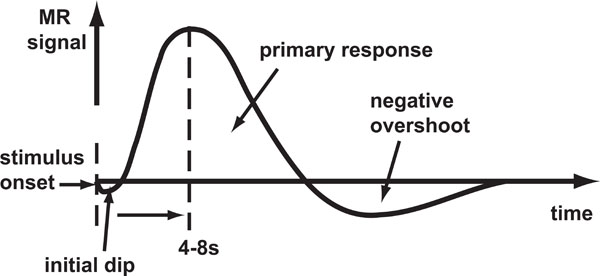 MR
signal
primary response
negative
overshoot
stimulus
onset
time
4-8s
initial dip